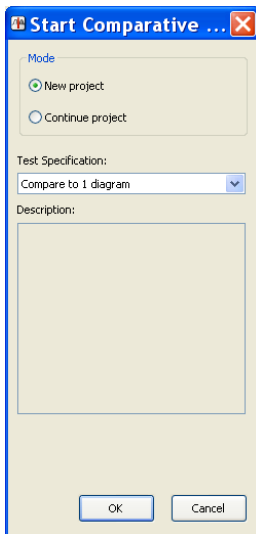 Start Comparative ...
Mode
New project
Continue project
Test Specification:
Compare to 1 diagram
Description:
OK Cancel